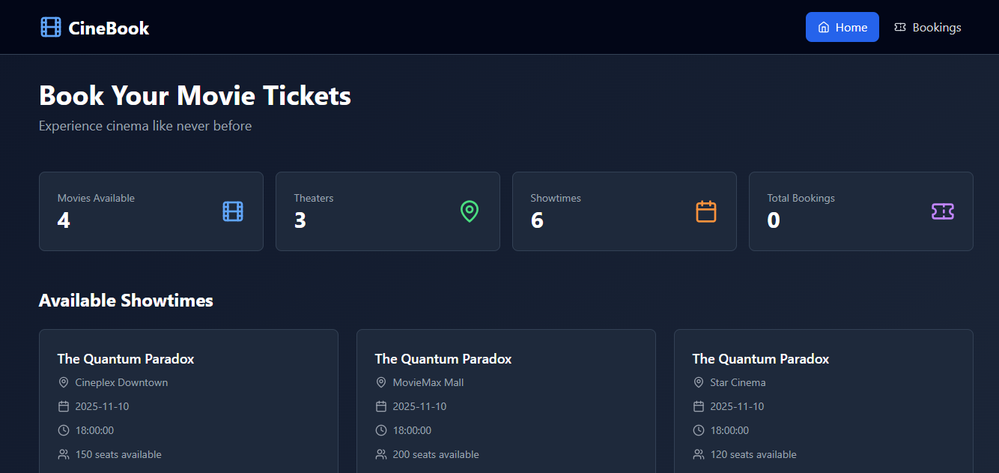 CineBook
Home
Bookings
Book Your Movie Tickets
Experience cinema like never before
Movies Available
4
Theaters
3
Showtimes
6
Total Bookings
0
Available Showtimes
The Quantum Paradox
Cineplex Downtown
2025-11-10
18:00:00
150 seats available
The Quantum Paradox
MovieMax Mall
2025-11-10
18:00:00
200 seats available
The Quantum Paradox
Star Cinema
2025-11-10
18:00:00
120 seats available